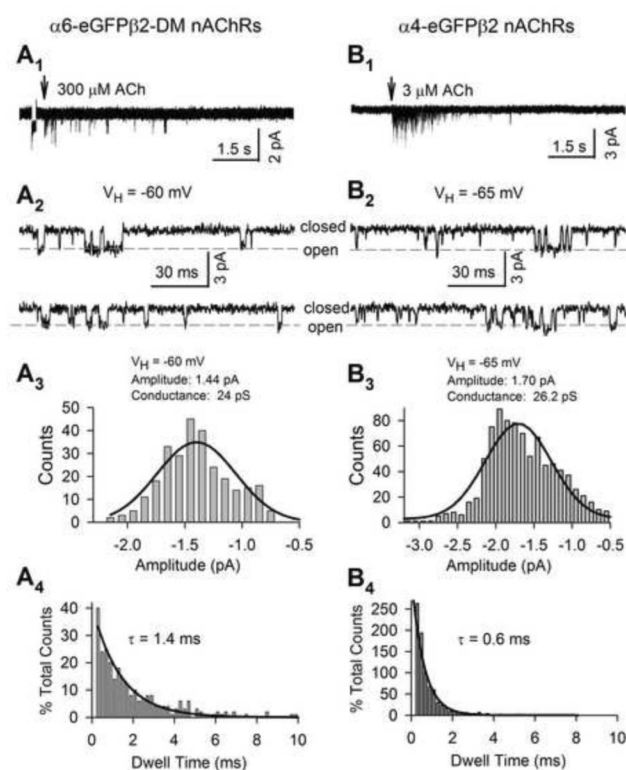 α6-eGFPβ2-DM nAChRs
α4-eGFPβ2 nAChRs
A1
300 μM ACh
1.5 s
2 pA
B1
3 μM ACh
1.5 s
3 pA
A2
VH = -60 mV
closed
open
30 ms
3 pA
closed
open
B2
VH = -65 mV
30 ms
3 pA
A3
VH = -60 mV
Amplitude: 1.44 pA
Conductance: 24 pS
Counts
50
40
30
20
10
0
-2.0
-1.5
-1.0
-0.5
Amplitude (pA)
B3
VH = -65 mV
Amplitude: 1.70 pA
Conductance: 26.2 pS
Counts
80
60
40
20
0
-3.0
-2.5
-2.0
-1.5
-1.0
-0.5
Amplitude (pA)
A4
τ = 1.4 ms
% Total Counts
40
30
20
10
0
0
2
4
6
8
10
Dwell Time (ms)
B4
τ = 0.6 ms
% Total Counts
250
200
150
100
50
0
0
2
4
6
8
10
Dwell Time (ms)